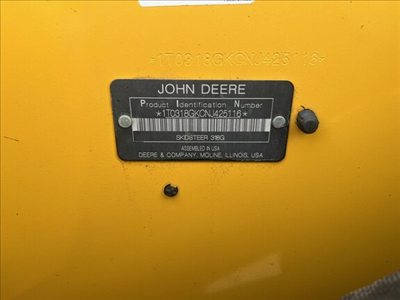 *1T0318GKCNJ425116*
JOHN DEERE
Product Identification Number
*1T0318GKCNJ425116*
SKIDSTEER 318G
ASSEMBLED IN USA
DEERE & COMPANY, MOLINE, ILLINOIS, USA